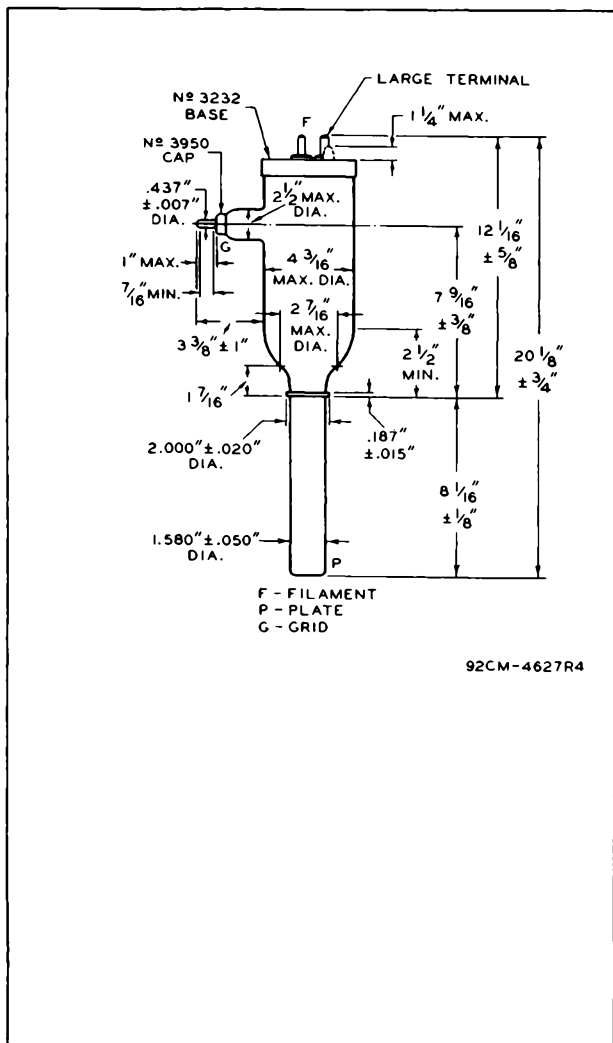 LARGE TERMINAL
Nº 3232
BASE
F
1 1/4" MAX.
Nº 3950
CAP
.437"
±.007"
DIA.
2 1/2" MAX.
DIA.
G
12 1/16"
± 5/8"
1" MAX.
4 3/16"
MAX. DIA.
7/16" MIN.
7 9/16"
± 3/8"
2 7/16"
MAX.
DIA.
3 3/8" ± 1"
2 1/2"
MIN.
20 1/8"
± 3/4"
1 7/16"
2.000" ±.020"
DIA.
.187"
±.015"
8 1/16"
± 1/8"
1.580" ±.050"
DIA.
P
F - FILAMENT
P - PLATE
G - GRID
92CM-4627R4